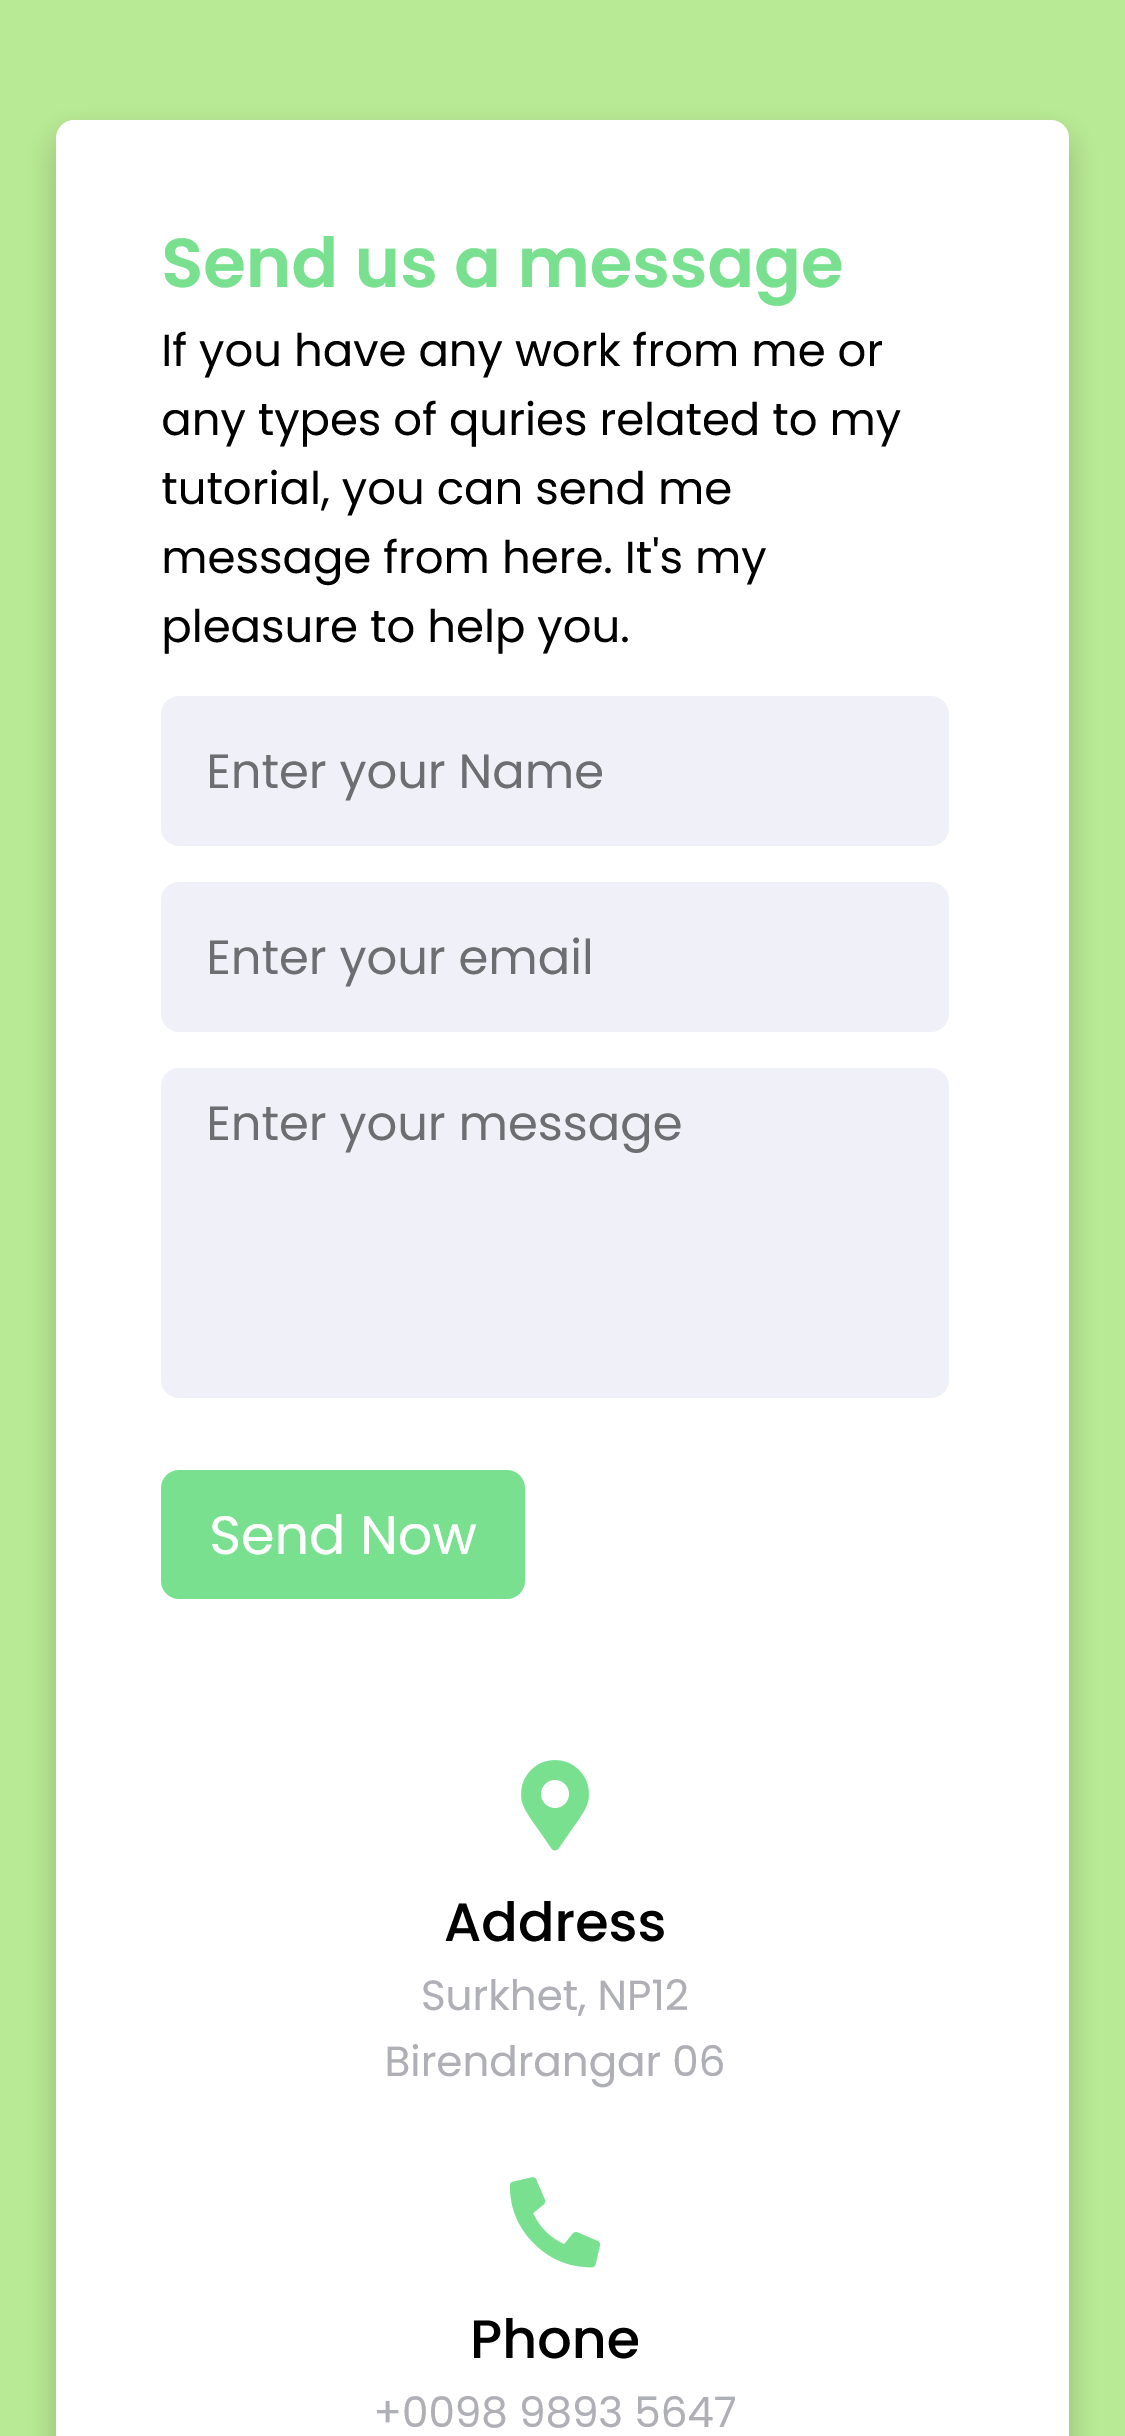 Send us a message
If you have any work from me or
any types of quries related to my
tutorial, you can send me
message from here. It's my
pleasure to help you.
Enter your Name
Enter your email
Enter your message
Send Now
Address
Surkhet, NP12
Birendrangar 06
Phone
+0098 9893 5647